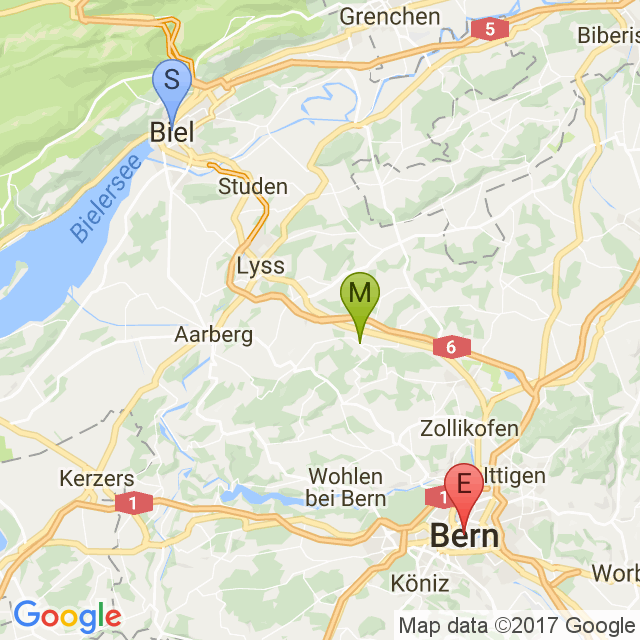 Grenchen
5
Biberis
S
Biel
Bielersee
Studen
Lyss
M
Aarberg
6
Zollikofen
Kerzers
Wohlen
bei Bern
E
lttigen
1
1
Bern
Köniz
Worb
Google
Map data ©2017 Google